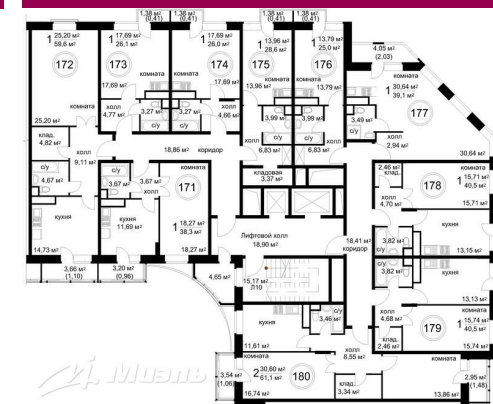 1,38 м² (0,41)
1,38 м² (0,41)
1,38 м² (0,41)
1,38 м² (0,41)
1 25,20 м² 59,6 м²
172
комната
25,20 м²
клад. 4,82 м²
холл 9,11 м²
с/у 4,67 м²
кухня
14,73 м²
3,66 м² (1,10)
1 17,69 м² 26,1 м²
173
комната
17,69 м²
холл 4,77 м²
с/у 3,27 м²
1 17,69 м² 26,0 м²
174
комната
17,69 м²
3,27 м² с/у
холл 4,66 м²
1 13,96 м² 28,6 м²
175
комната
13,96 м²
3,99 м²
с/у
холл
6,83 м²
кладовая
3,37 м²
1 13,79 м² 25,0 м²
176
комната
13,79 м²
3,99 м²
с/у
холл
6,83 м²
4,05 м² (2,03)
комната
1 30,64 м² 39,1 м²
177
3,49 м²
с/у
холл
2,94 м²
30,64 м²
18,86 м² коридор
комната
171
1 18,27 м² 38,3 м²
18,27 м²
с/у
3,67 м²
3,67 м²
холл
кухня
11,69 м²
3,20 м² (0,96)
2,46 м²
клад.
комната
178
1 15,71 м² 40,5 м²
15,71 м²
холл
4,70 м²
кухня
3,82 м²
с/у
13,15 м²
Лифтовой холл
18,90 м²
18,41 м²
коридор
4,65 м²
15,17 м²
Л10
с/у
3,82 м²
кухня
13,13 м²
холл
4,68 м²
комната
179
1 15,74 м² 40,5 м²
15,74 м²
клад.
2,46 м²
кухня
11,61 м²
с/у
3,46 м²
холл
8,55 м²
комната
2 30,60 м² 61,1 м²
180
16,74 м²
3,54 м² (1,06)
клад.
3,34 м²
комната
13,86 м²
2,95 м² (1,48)
Миэль